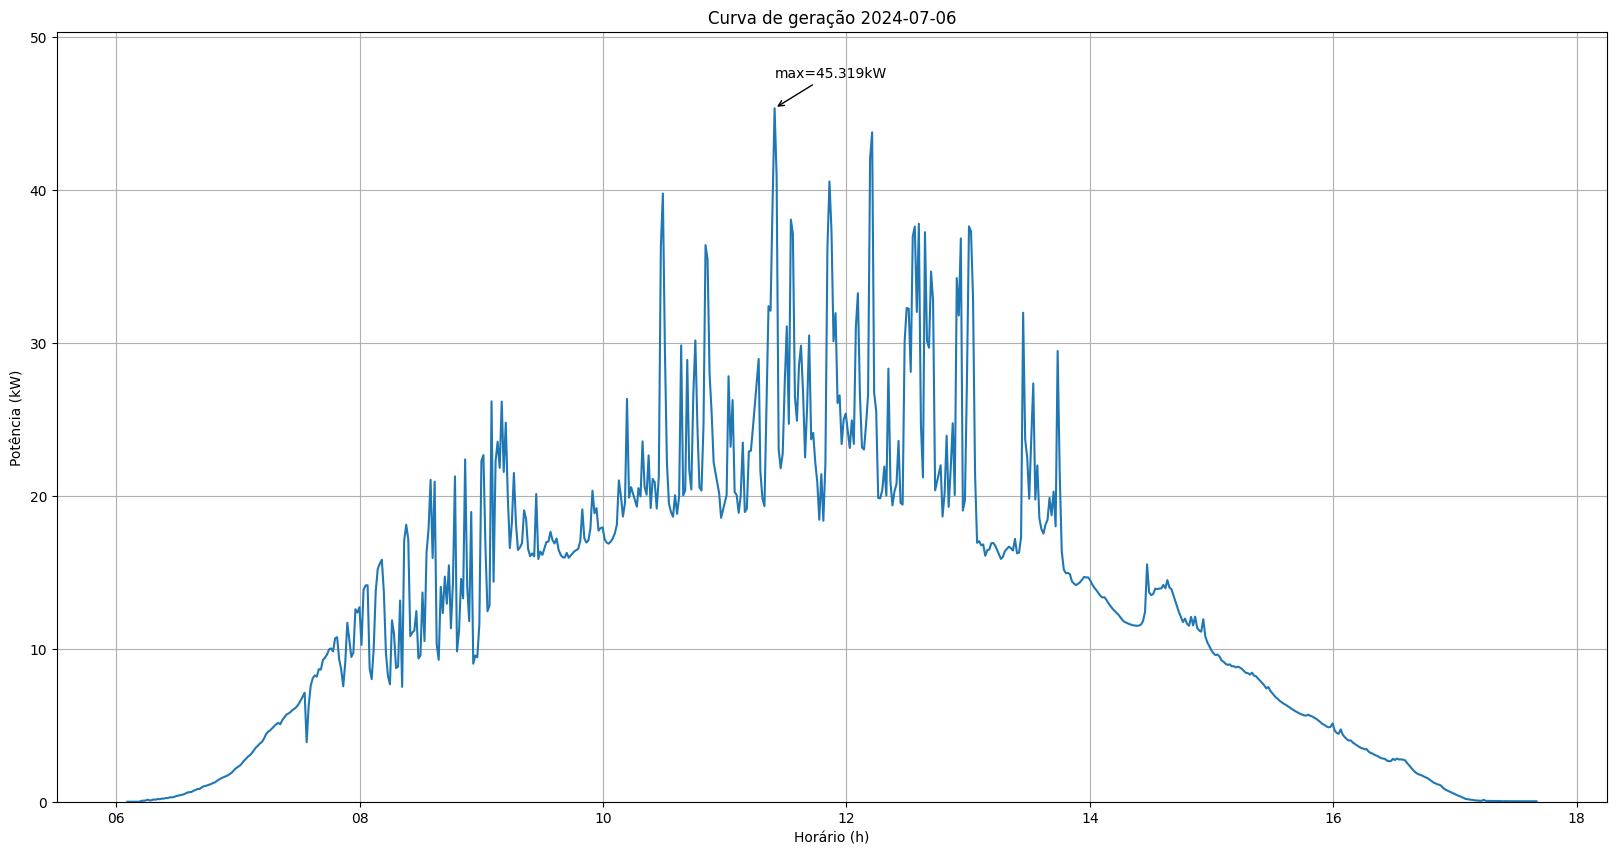 Curva de geração 2024-07-06
max=45.319kW
Potência (kW)
50
40
30
20
10
0
06 08 10 12 14 16 18
Horário (h)